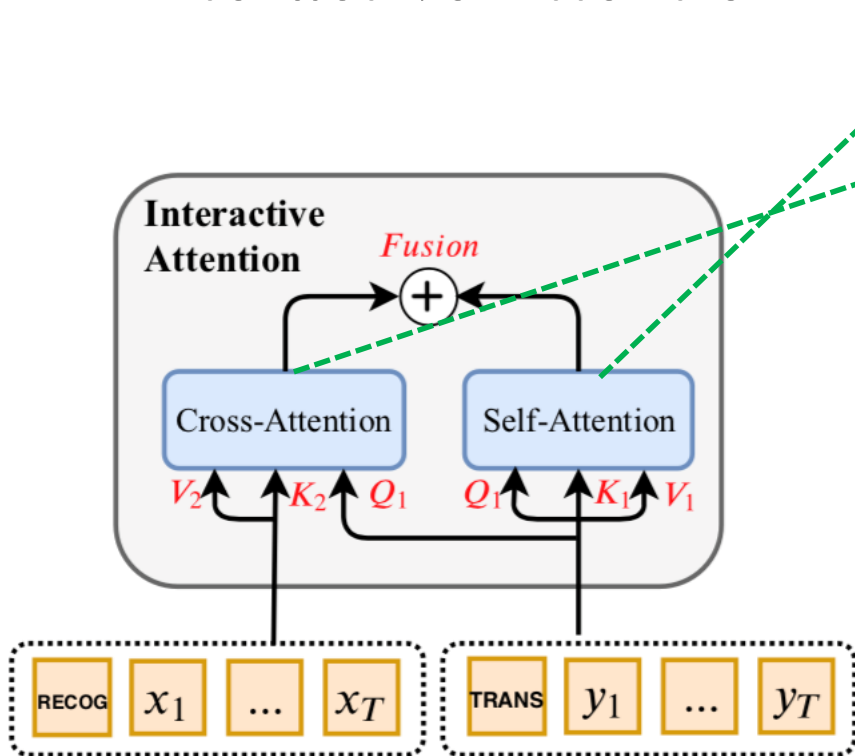 Interactive
Attention
Fusion
+
Cross-Attention
Self-Attention
V2 K2 Q1
Q1 K1 V1
RECOG x1 ... xT
TRANS y1 ... yT